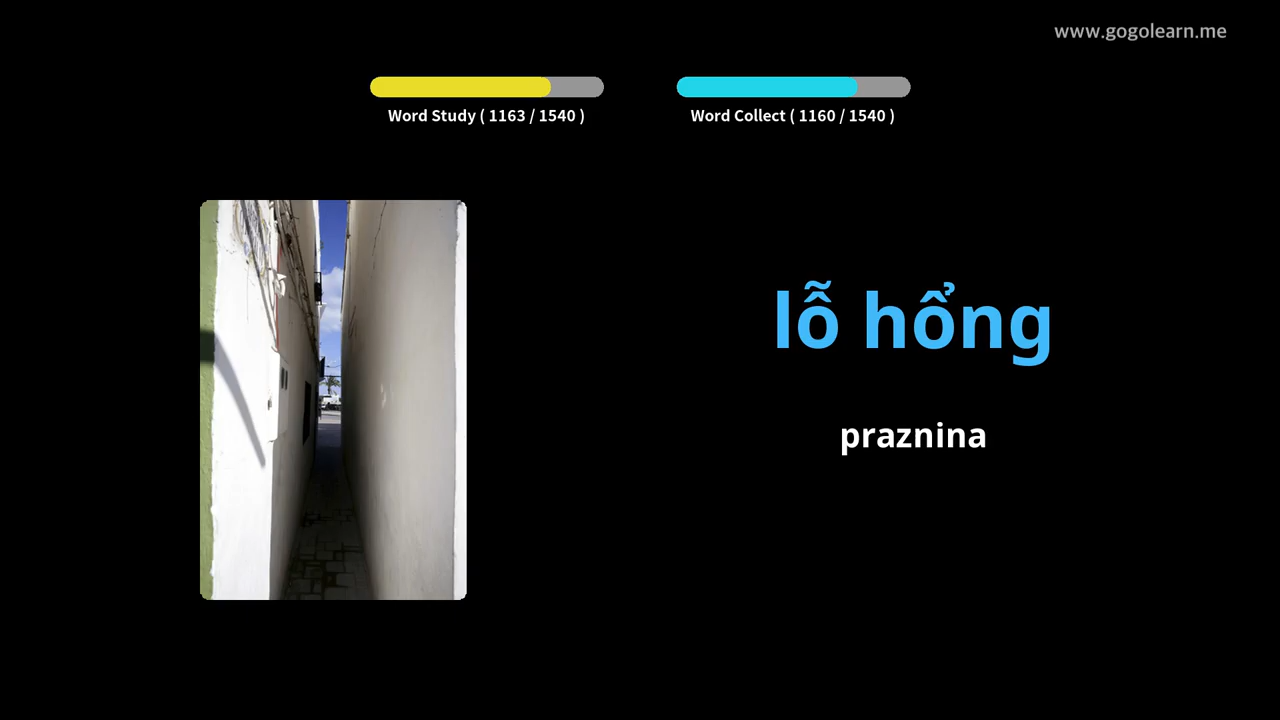 www.gogolearn.me
Word Study ( 1163 / 1540 )
Word Collect ( 1160 / 1540 )
lỗ hổng
praznina